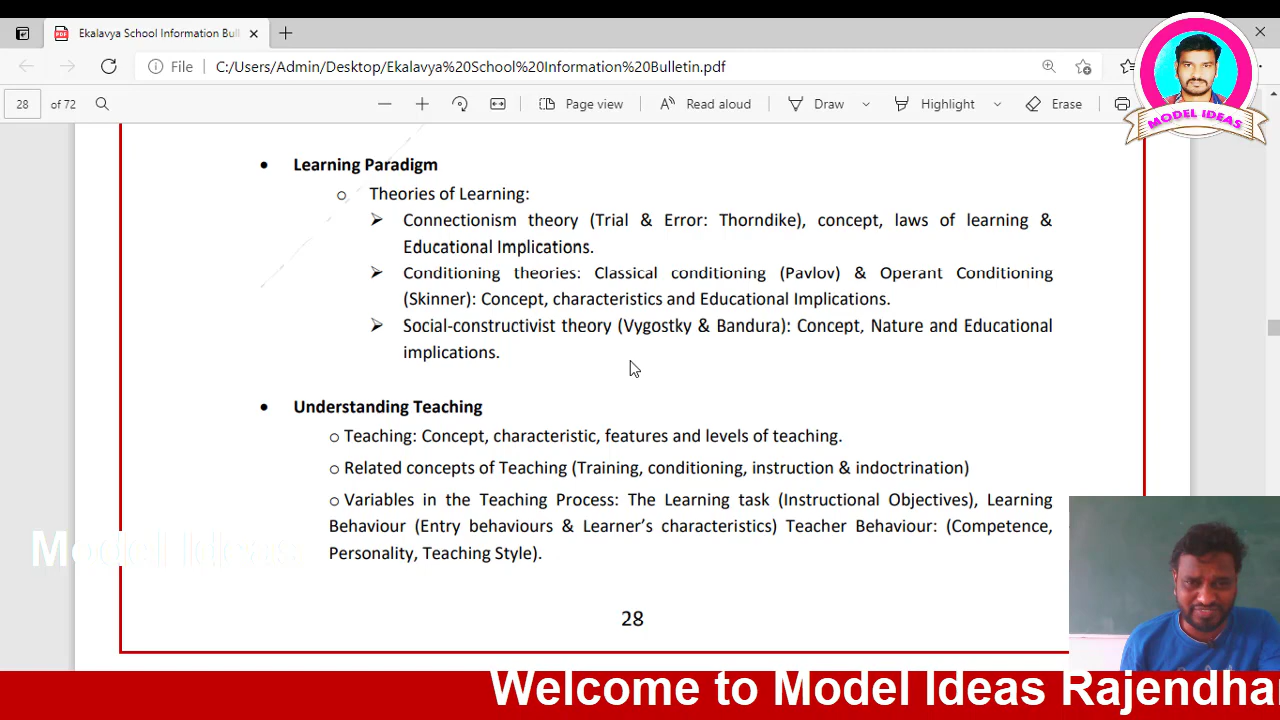 Ekalavya School Information Bull
File
C:/Users/Admin/Desktop/Ekalavya%20School%20Information%20Bulletin.pdf
28 of 72
Page view
Read aloud
Draw
Highlight
Erase
MODEL IDEAS
• Learning Paradigm
o Theories of Learning:
➢ Connectionism theory (Trial & Error: Thorndike), concept, laws of learning &
Educational Implications.
➢ Conditioning theories: Classical conditioning (Pavlov) & Operant Conditioning
(Skinner): Concept, characteristics and Educational Implications.
➢ Social-constructivist theory (Vygostky & Bandura): Concept, Nature and Educational
implications.
• Understanding Teaching
o Teaching: Concept, characteristic, features and levels of teaching.
o Related concepts of Teaching (Training, conditioning, instruction & indoctrination)
o Variables in the Teaching Process: The Learning task (Instructional Objectives), Learning
Behaviour (Entry behaviours & Learner's characteristics) Teacher Behaviour: (Competence,
Personality, Teaching Style).
Model Ideas
28
Welcome to Model Ideas Rajendhar